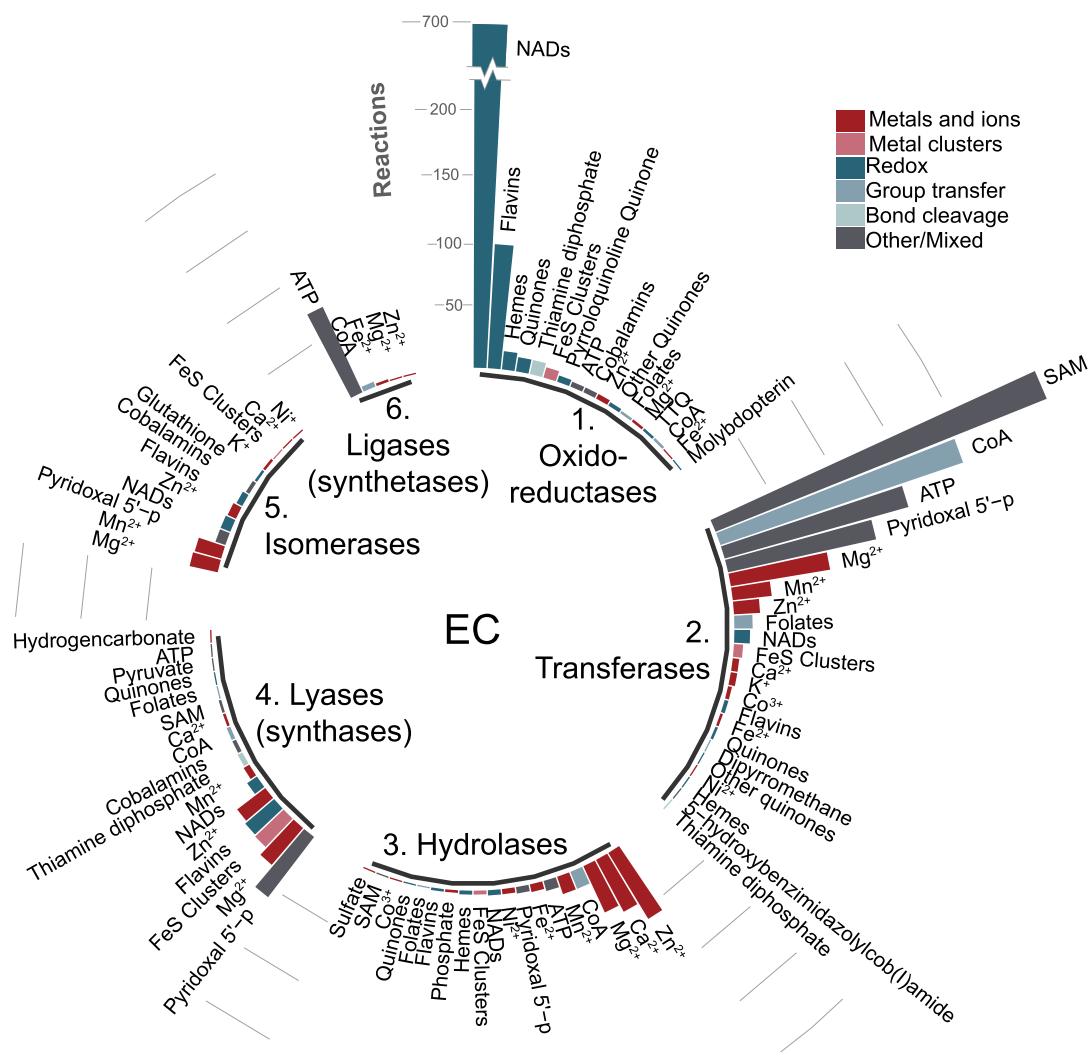 700
200
150
100
50
Reactions
NADs
Flavins
Hemes
Quinones
Thiamine diphosphate
FeS Clusters
Pyrroloquinoline Quinone
ATP
Cobalamins
Zn²⁺
Other Quinones
Folates
Mg²⁺
CoA
Fe²⁺
Molybdopterin
1.
Oxido-
reductases
Metals and ions
Metal clusters
Redox
Group transfer
Bond cleavage
Other/Mixed
SAM
CoA
ATP
Pyridoxal 5'−p
Mg²⁺
Mn²⁺
Zn²⁺
Folates
NADs
FeS Clusters
Ca²⁺
K⁺
Co³⁺
Flavins
Fe²⁺
Quinones
Dipyrromethane
Other quinones
Ni²⁺
Hemes
5−hydroxybenzimidazolylcob(I)amide
Thiamine diphosphate
2.
Transferases
EC
3. Hydrolases
Zn²⁺
Ca²⁺
Mg²⁺
CoA
Mn²⁺
ATP
Fe²⁺
Pyridoxal 5'−p
Ni²⁺
NADs
FeS Clusters
Hemes
Phosphate
Flavins
Folates
Quinones
Co³⁺
SAM
Sulfate
4. Lyases
(synthases)
Pyridoxal 5'−p
Mg²⁺
FeS Clusters
Flavins
Zn²⁺
NADs
Mn²⁺
Thiamine diphosphate
Cobalamins
CoA
Ca²⁺
SAM
Folates
Quinones
Pyruvate
ATP
Hydrogencarbonate
5.
Isomerases
Mg²⁺
Mn²⁺
Pyridoxal 5'−p
NADs
Zn²⁺
Flavins
Cobalamins
Glutathione
K⁺
FeS Clusters
Ca²⁺
Ni²⁺
6.
Ligases
(synthetases)
ATP
CoA
Fe²⁺
Mg²⁺
Zn²⁺